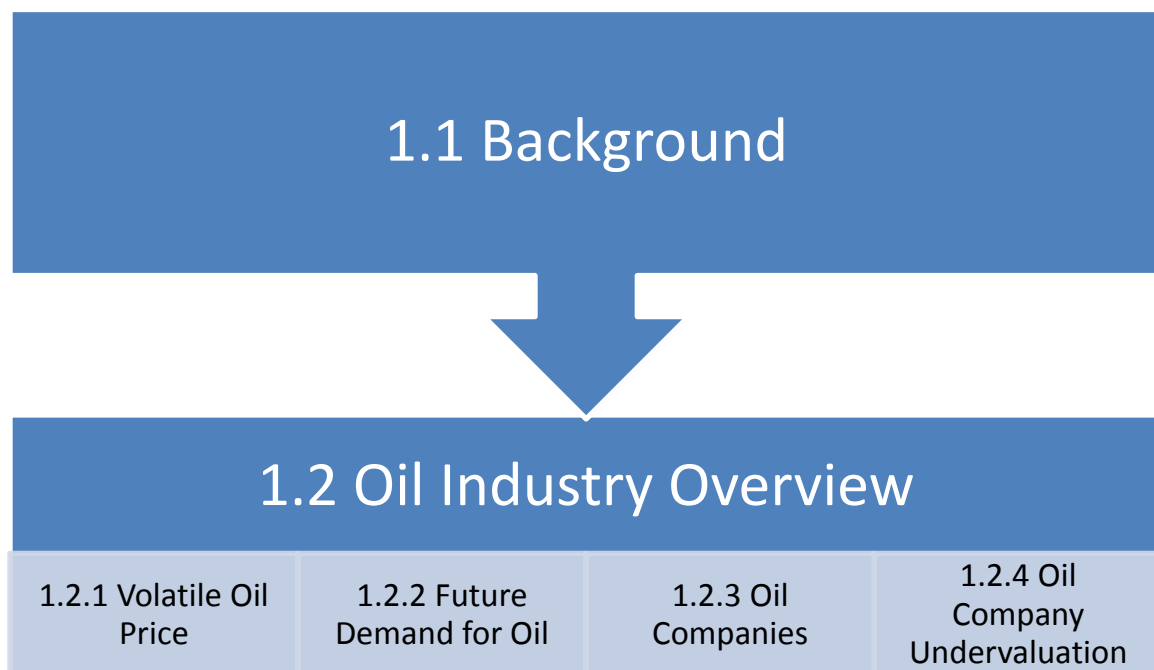 1.1 Background
1.2 Oil Industry Overview
1.2.1 Volatile Oil
Price
1.2.2 Future
Demand for Oil
1.2.3 Oil
Companies
1.2.4 Oil
Company
Undervaluation